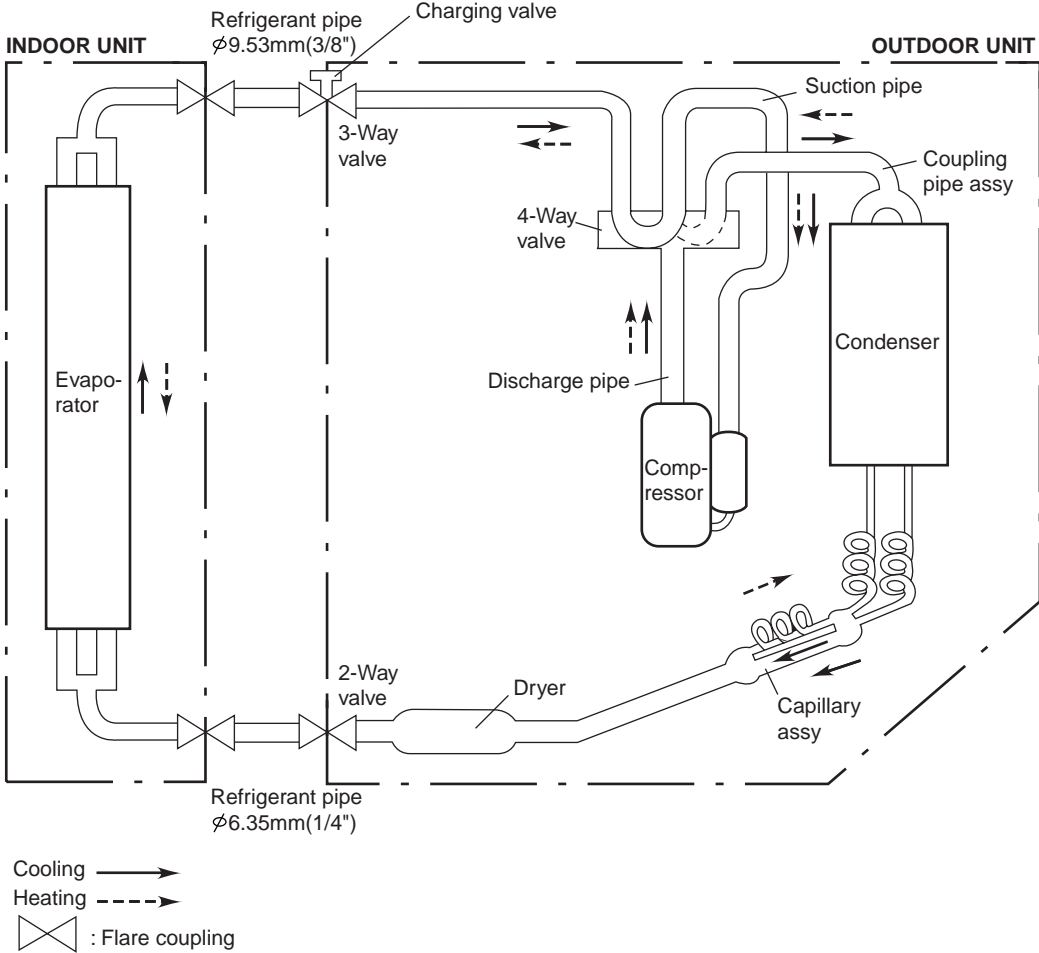 Charging valve
Refrigerant pipe
Ø9.53mm(3/8")
INDOOR UNIT
OUTDOOR UNIT
Suction pipe
3-Way
valve
Coupling
pipe assy
4-Way
valve
Condenser
Evapo-
rator
Discharge pipe
Comp-
ressor
2-Way
valve
Dryer
Capillary
assy
Refrigerant pipe
Ø6.35mm(1/4")
Cooling
Heating
: Flare coupling